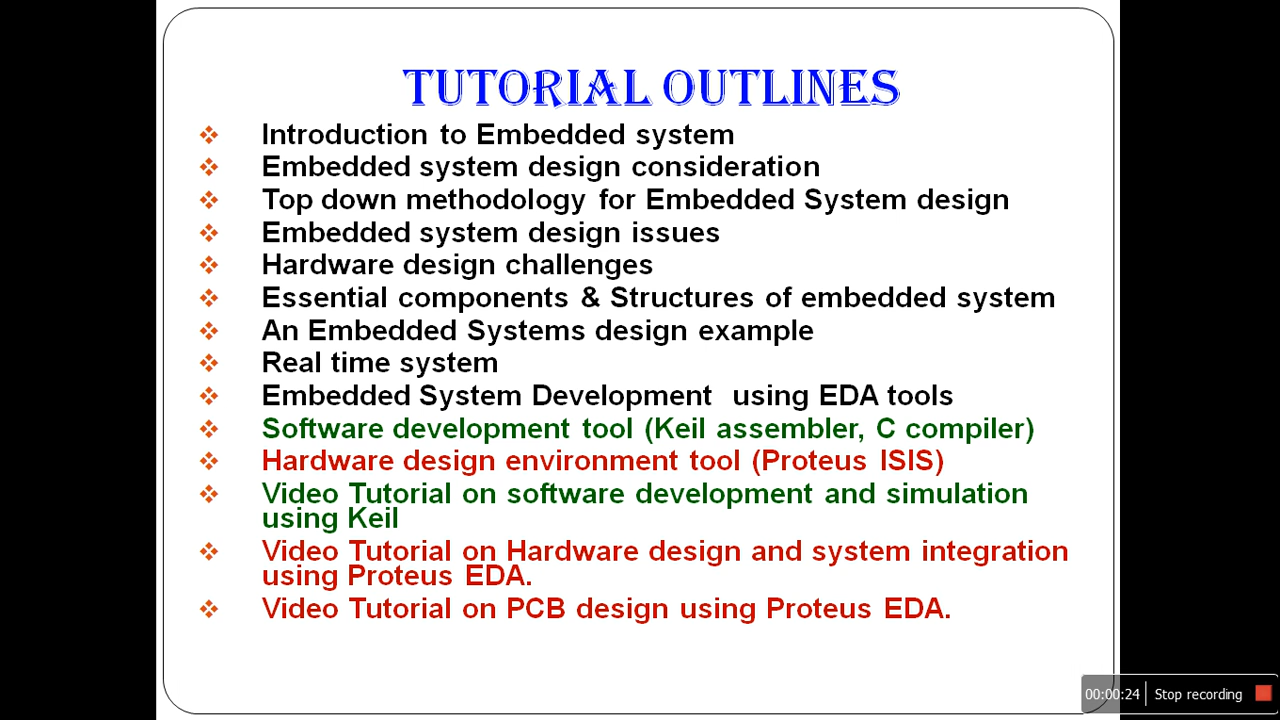 TUTORIAL OUTLINES
Introduction to Embedded system
Embedded system design consideration
Top down methodology for Embedded System design
Embedded system design issues
Hardware design challenges
Essential components & Structures of embedded system
An Embedded Systems design example
Real time system
Embedded System Development using EDA tools
Software development tool (Keil assembler, C compiler)
Hardware design environment tool (Proteus ISIS)
Video Tutorial on software development and simulation
using Keil
Video Tutorial on Hardware design and system integration
using Proteus EDA.
Video Tutorial on PCB design using Proteus EDA.
00:00:24 Stop recording